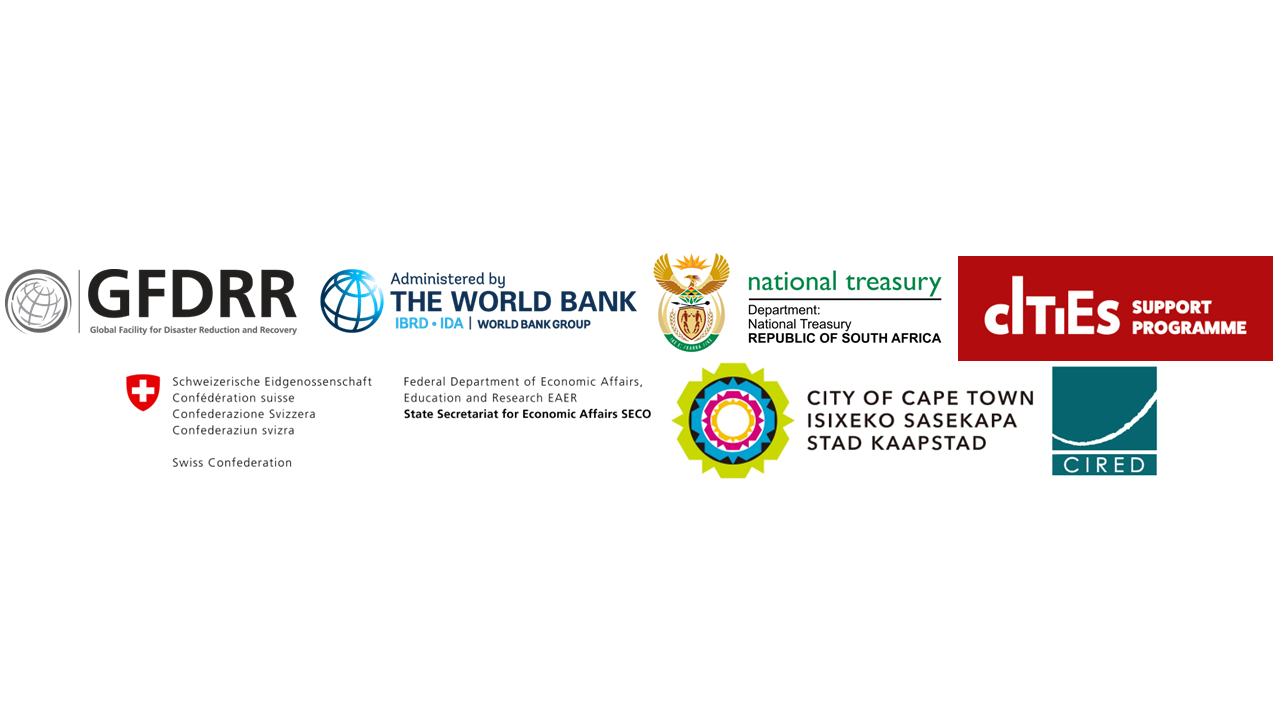 GFDRR
Global Facility for Disaster Reduction and Recovery
Administered by
THE WORLD BANK
IBRD • IDA | WORLD BANK GROUP
national treasury
Department:
National Treasury
REPUBLIC OF SOUTH AFRICA
cITiEs SUPPORT
PROGRAMME
Schweizerische Eidgenossenschaft
Confédération suisse
Confederazione Svizzera
Confederaziun svizra
Swiss Confederation
Federal Department of Economic Affairs,
Education and Research EAER
State Secretariat for Economic Affairs SECO
CITY OF CAPE TOWN
ISIXEKO SASEKAPA
STAD KAAPSTAD
CIRED